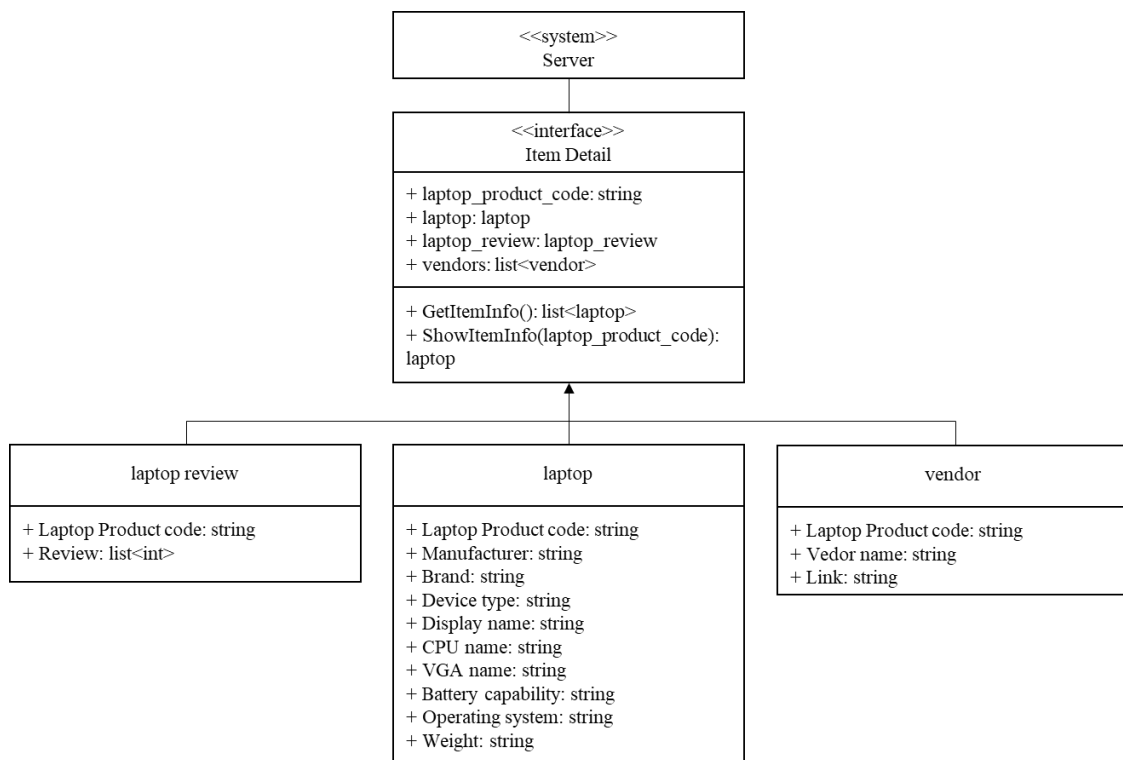 <<system>>
Server
<<interface>>
Item Detail
+ laptop_product_code: string
+ laptop: laptop
+ laptop_review: laptop_review
+ vendors: list<vendor>
+ GetItemInfo(): list<laptop>
+ ShowItemInfo(laptop_product_code):
laptop
laptop review
+ Laptop Product code: string
+ Review: list<int>
laptop
+ Laptop Product code: string
+ Manufacturer: string
+ Brand: string
+ Device type: string
+ Display name: string
+ CPU name: string
+ VGA name: string
+ Battery capability: string
+ Operating system: string
+ Weight: string
vendor
+ Laptop Product code: string
+ Vedor name: string
+ Link: string